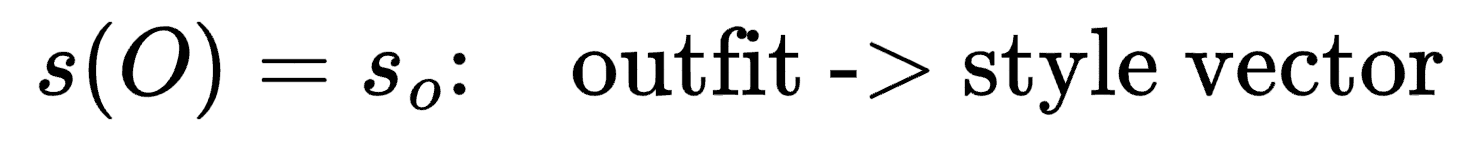 s(O) = s_o: outfit -> style vector